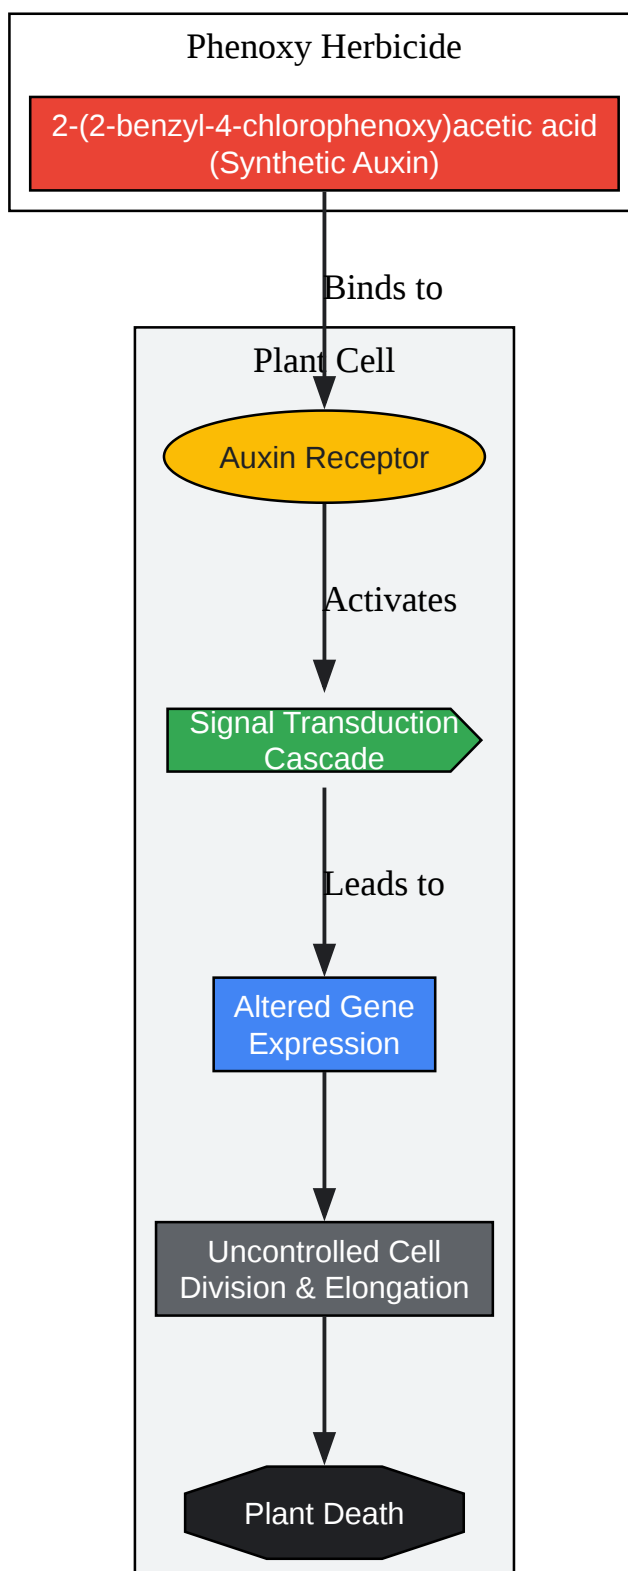 Phenoxy Herbicide
2-(2-benzyl-4-chlorophenoxy)acetic acid
(Synthetic Auxin)
Binds to
Plant Cell
Auxin Receptor
Activates
Signal Transduction
Cascade
Leads to
Altered Gene
Expression
Uncontrolled Cell
Division & Elongation
Plant Death